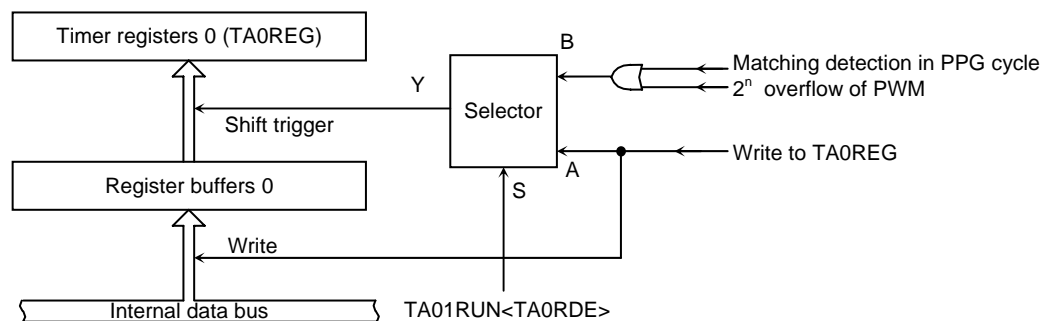 Timer registers 0 (TA0REG)
B
Matching detection in PPG cycle
2ⁿ overflow of PWM
Y
Selector
Shift trigger
Write to TA0REG
A
Register buffers 0
S
Write
Internal data bus
TA01RUN<TA0RDE>